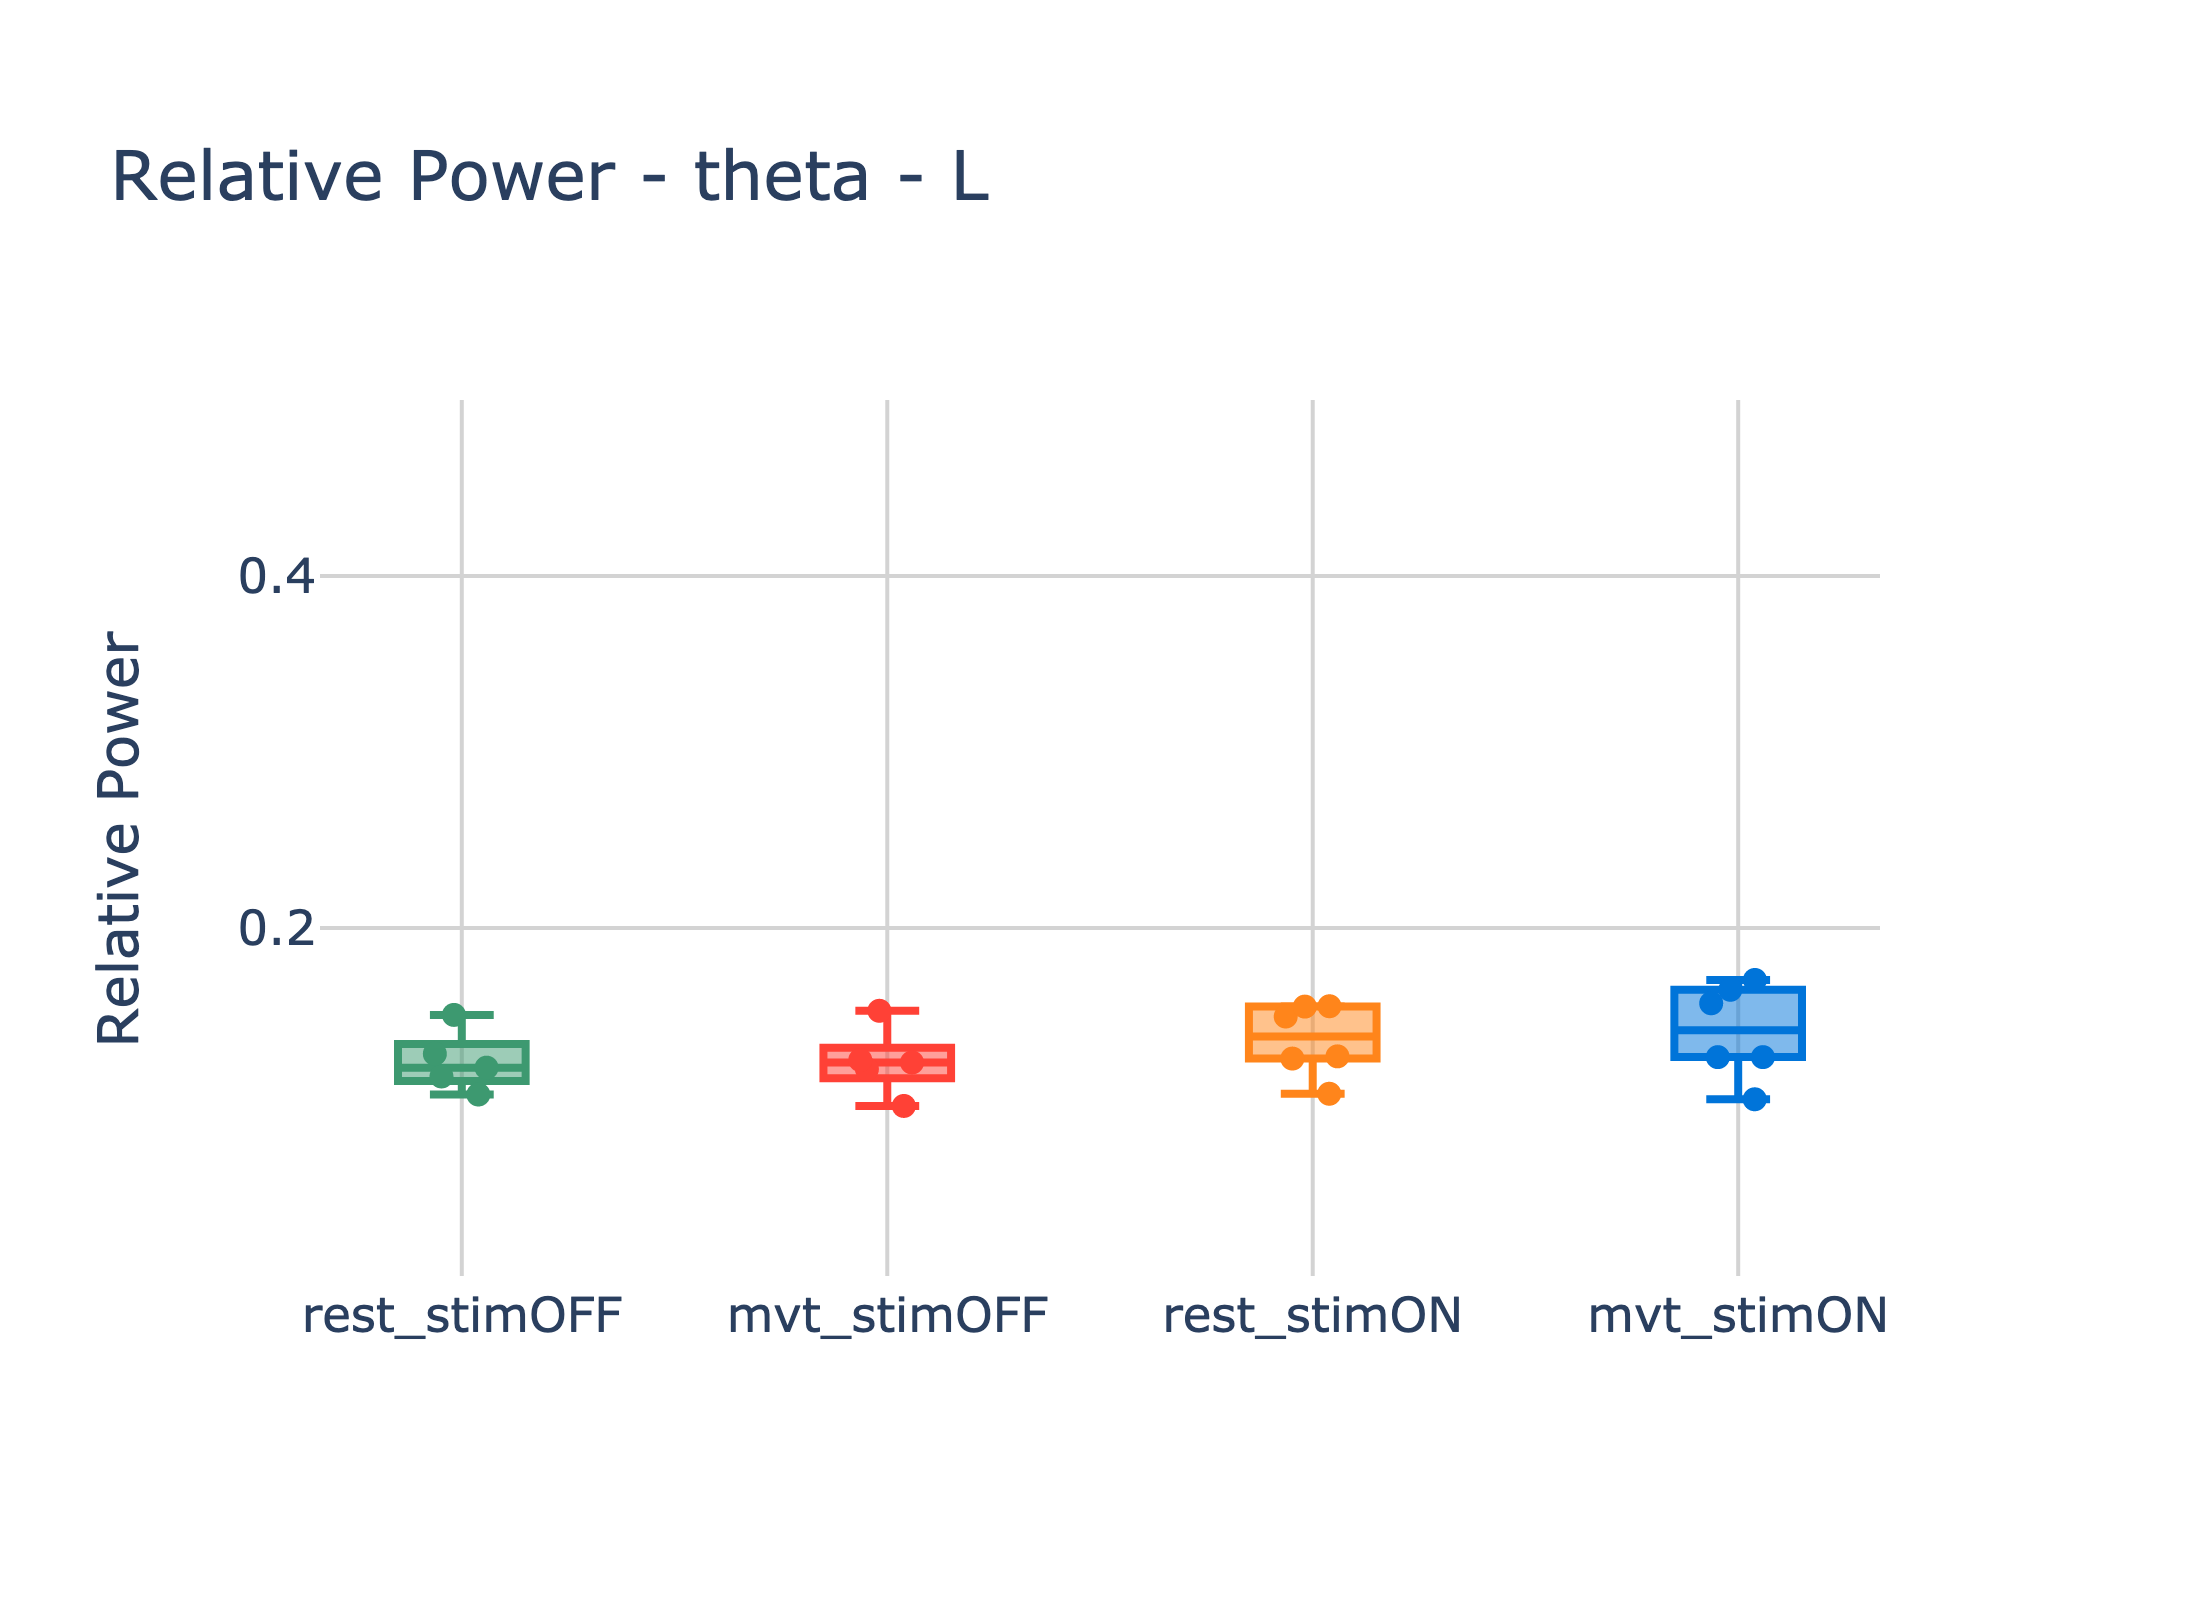 Relative Power - theta - L
Relative Power
0.4
0.2
rest_stimOFF
mvt_stimOFF
rest_stimON
mvt_stimON